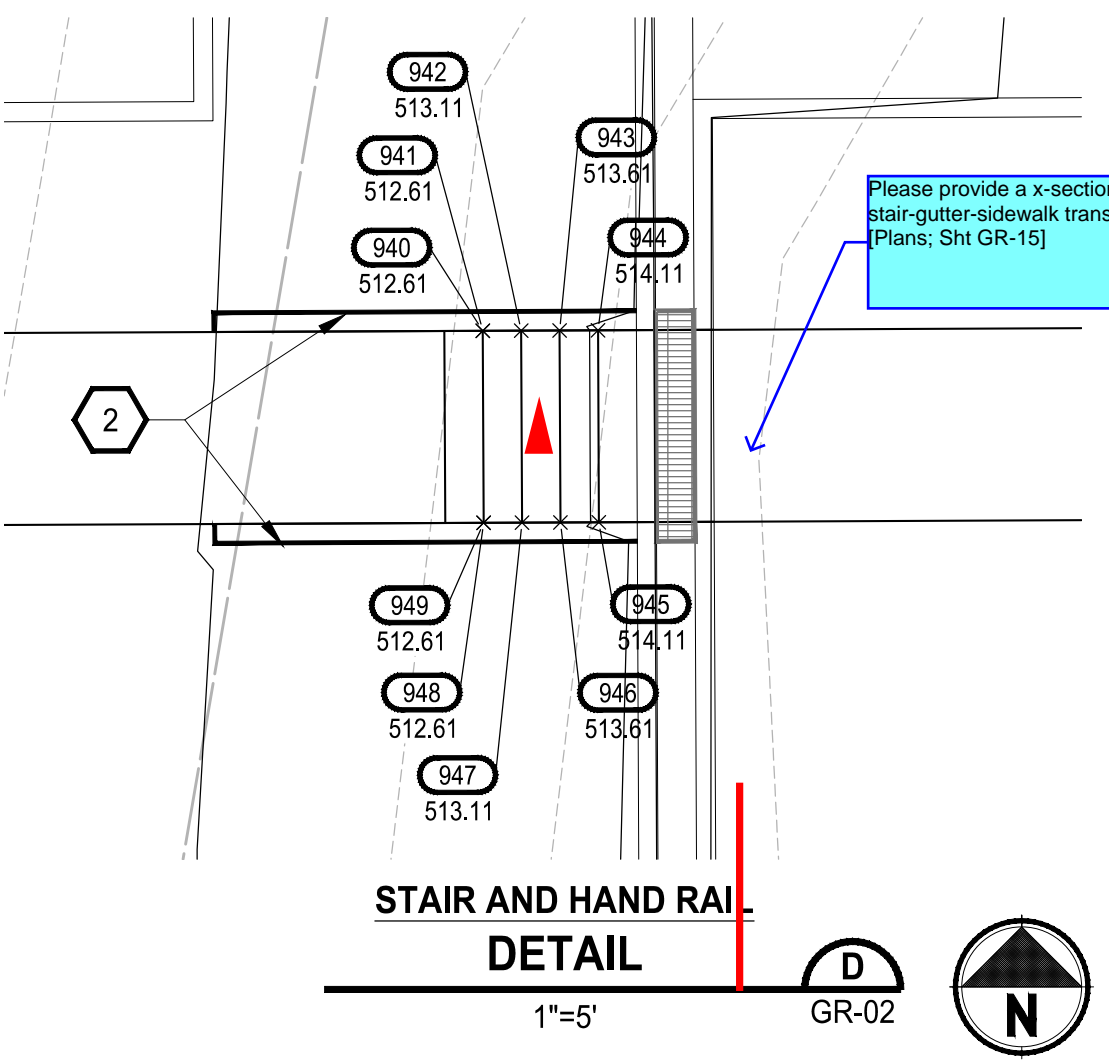 942
513.11
943
513.61
941
512.61
944
514.11
940
512.61
Please provide a x-section
stair-gutter-sidewalk
[Plans; Sht GR-15]
2
949
512.61
945
514.11
948
512.61
946
513.61
947
513.11
STAIR AND HAND RAIL
DETAIL
1"=5'
D
GR-02
N